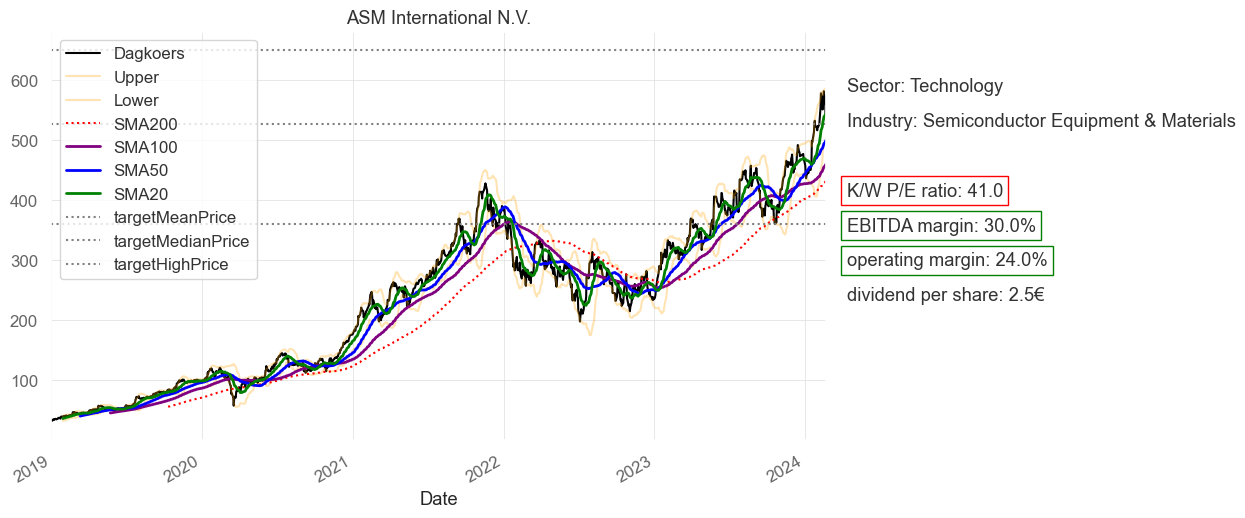 ASM International N.V.
Dagkoers
Upper
Lower
SMA200
SMA100
SMA50
SMA20
targetMeanPrice
targetMedianPrice
targetHighPrice
600
500
400
300
200
100
2019
2020
2021
2022
2023
2024
Date
Sector: Technology
Industry: Semiconductor Equipment & Materials
K/W P/E ratio: 41.0
EBITDA margin: 30.0%
operating margin: 24.0%
dividend per share: 2.5€